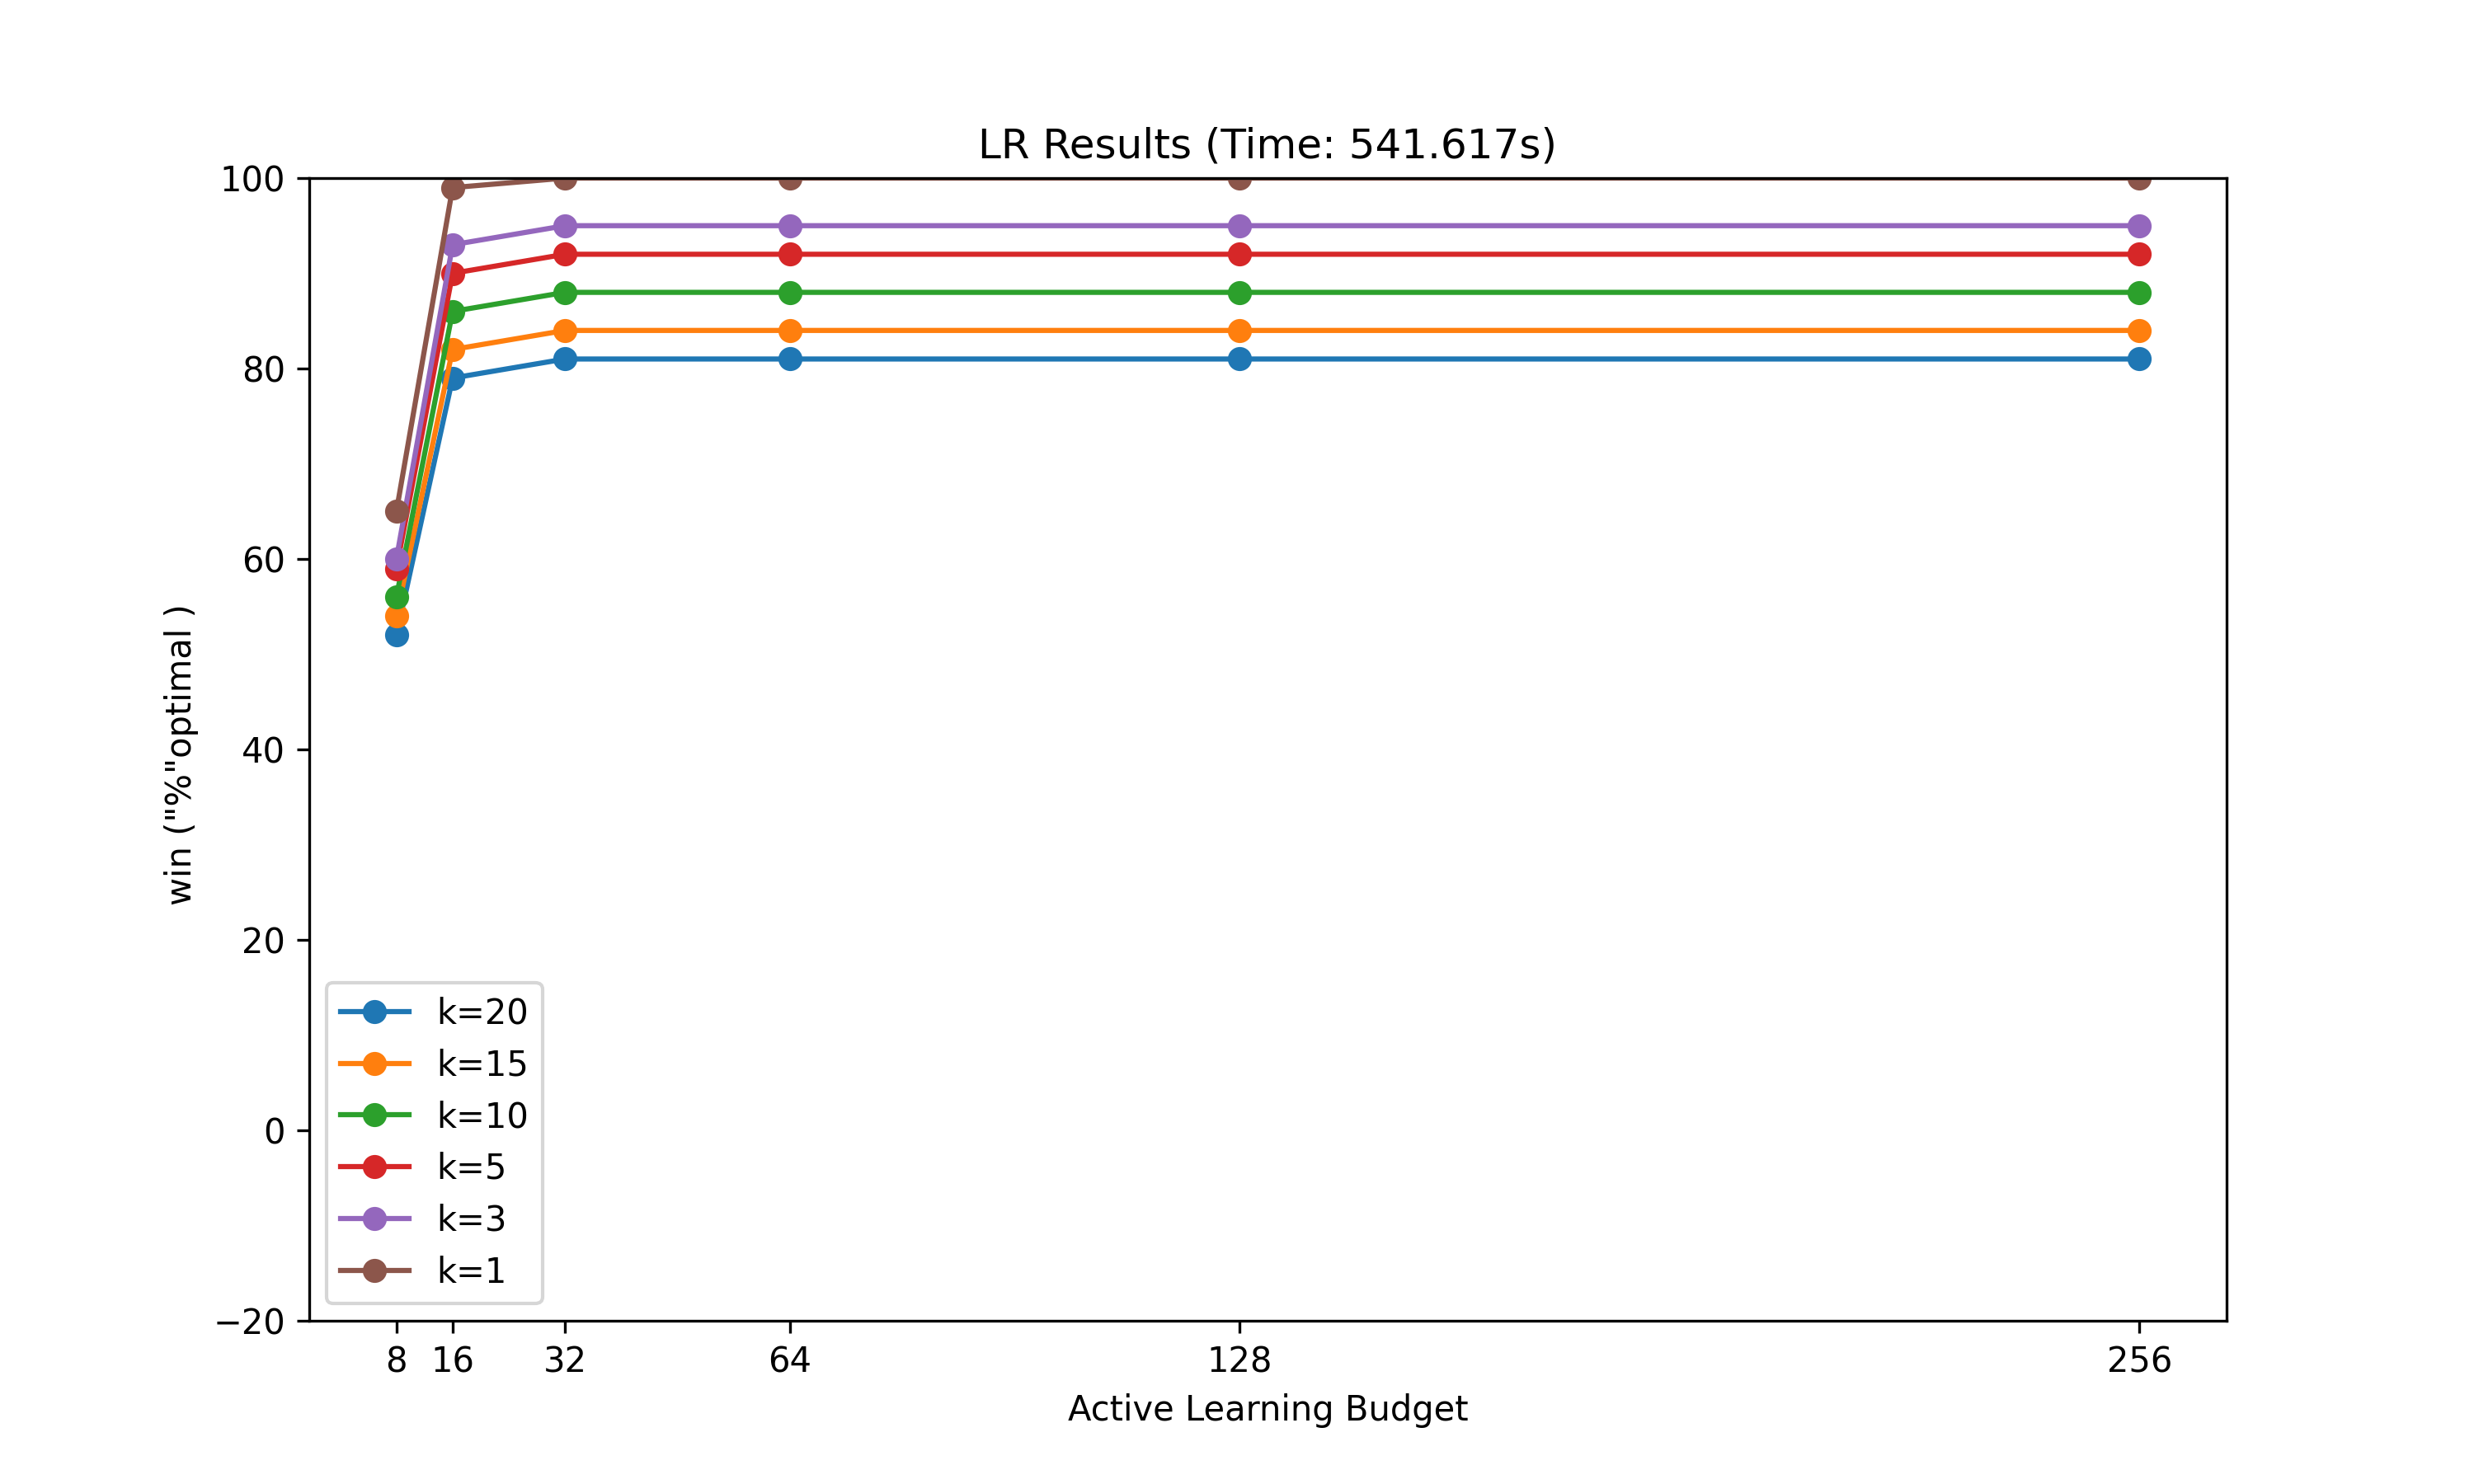 LR Results (Time: 541.617s)
100
80
60
40
20
0
−20
win ("%"optimal )
k=20
k=15
k=10
k=5
k=3
k=1
8 16 32 64 128 256
Active Learning Budget